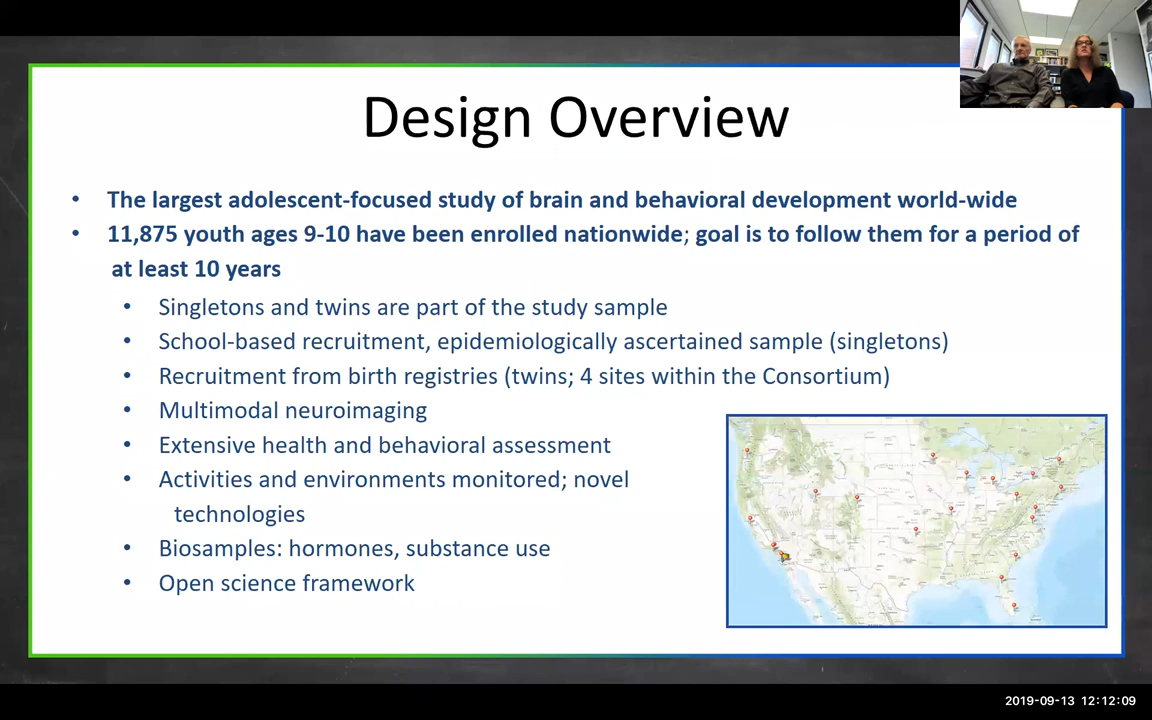 Design Overview
• The largest adolescent-focused study of brain and behavioral development world-wide
• 11,875 youth ages 9-10 have been enrolled nationwide; goal is to follow them for a period of
at least 10 years
• Singletons and twins are part of the study sample
• School-based recruitment, epidemiologically ascertained sample (singletons)
• Recruitment from birth registries (twins; 4 sites within the Consortium)
• Multimodal neuroimaging
• Extensive health and behavioral assessment
• Activities and environments monitored; novel
technologies
• Biosamples: hormones, substance use
• Open science framework
2019-09-13 12:12:09